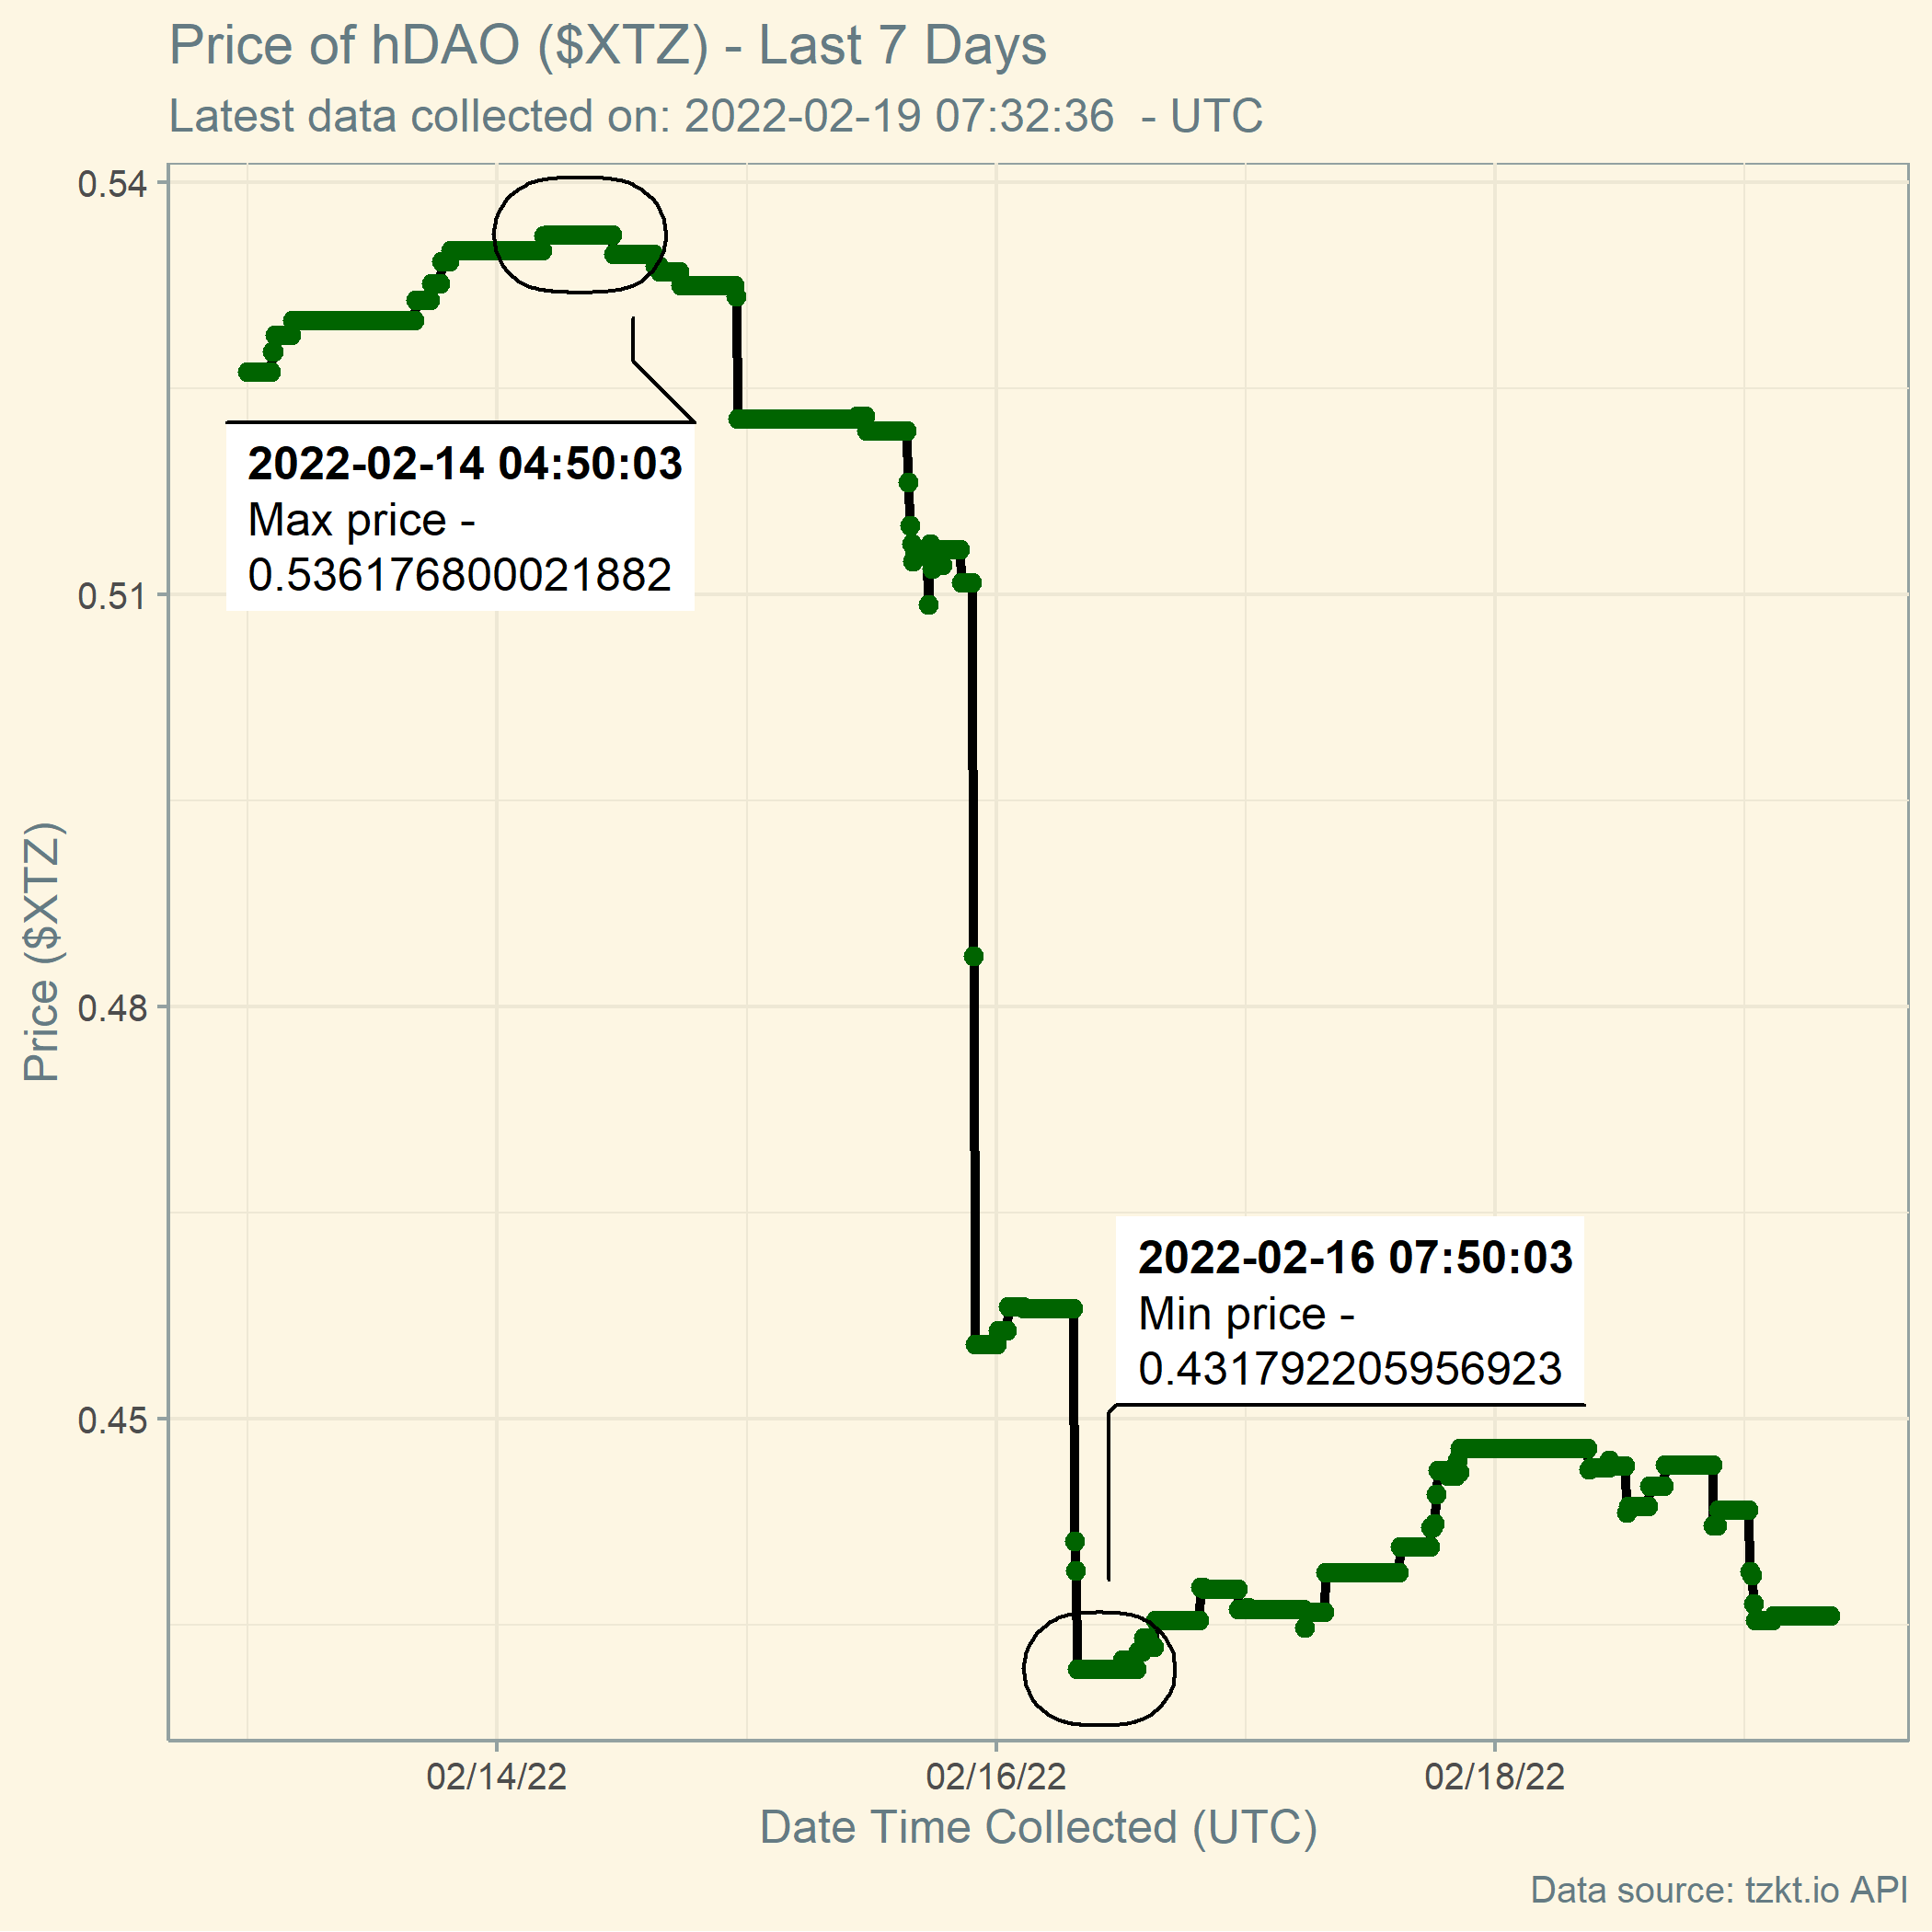 Price of hDAO ($XTZ) - Last 7 Days
Latest data collected on: 2022-02-19 07:32:36  - UTC
0.54
0.51
0.48
0.45
Price ($XTZ)
2022-02-14 04:50:03
Max price -
0.536176800021882
2022-02-16 07:50:03
Min price -
0.431792205956923
02/14/22
02/16/22
02/18/22
Date Time Collected (UTC)
Data source: tzkt.io API